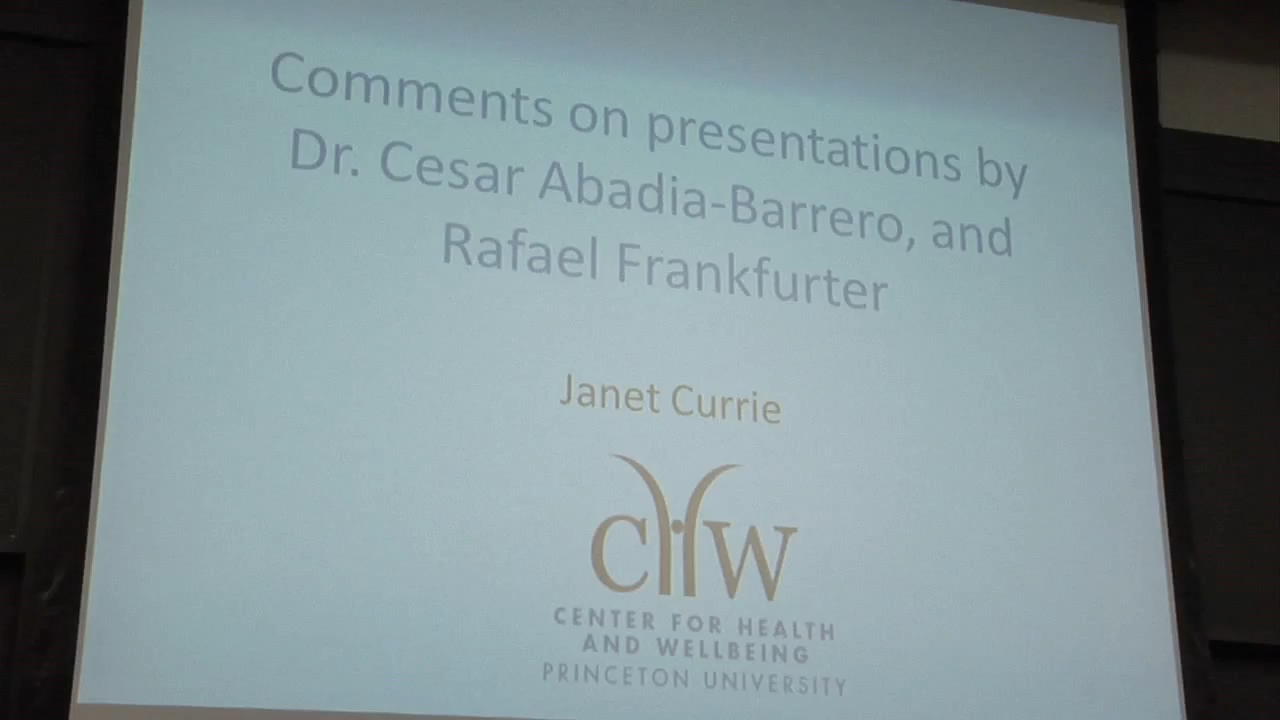 Comments on presentations by
Dr. Cesar Abadia-Barrero, and
Rafael Frankfurter
Janet Currie
CHW
CENTER FOR HEALTH
AND WELLBEING
PRINCETON UNIVERSITY